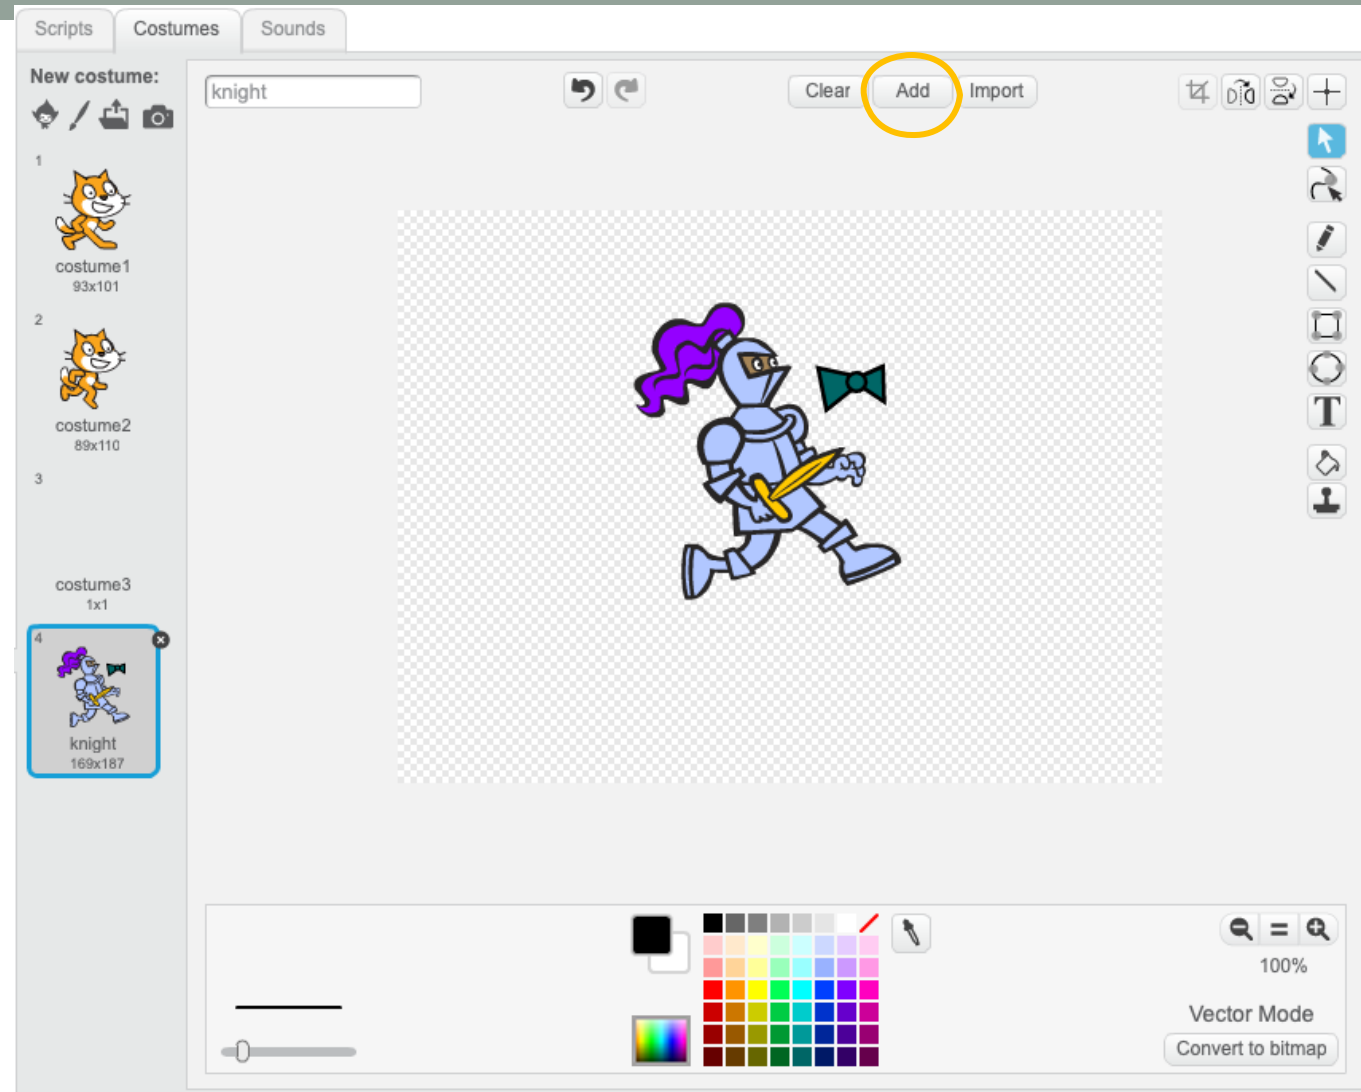 Scripts
Costumes
Sounds
New costume:
knight
Clear
Add
Import
1
costume1
93x101
2
costume2
89x110
3
costume3
1x1
4
knight
169x187
T
100%
Vector Mode
Convert to bitmap